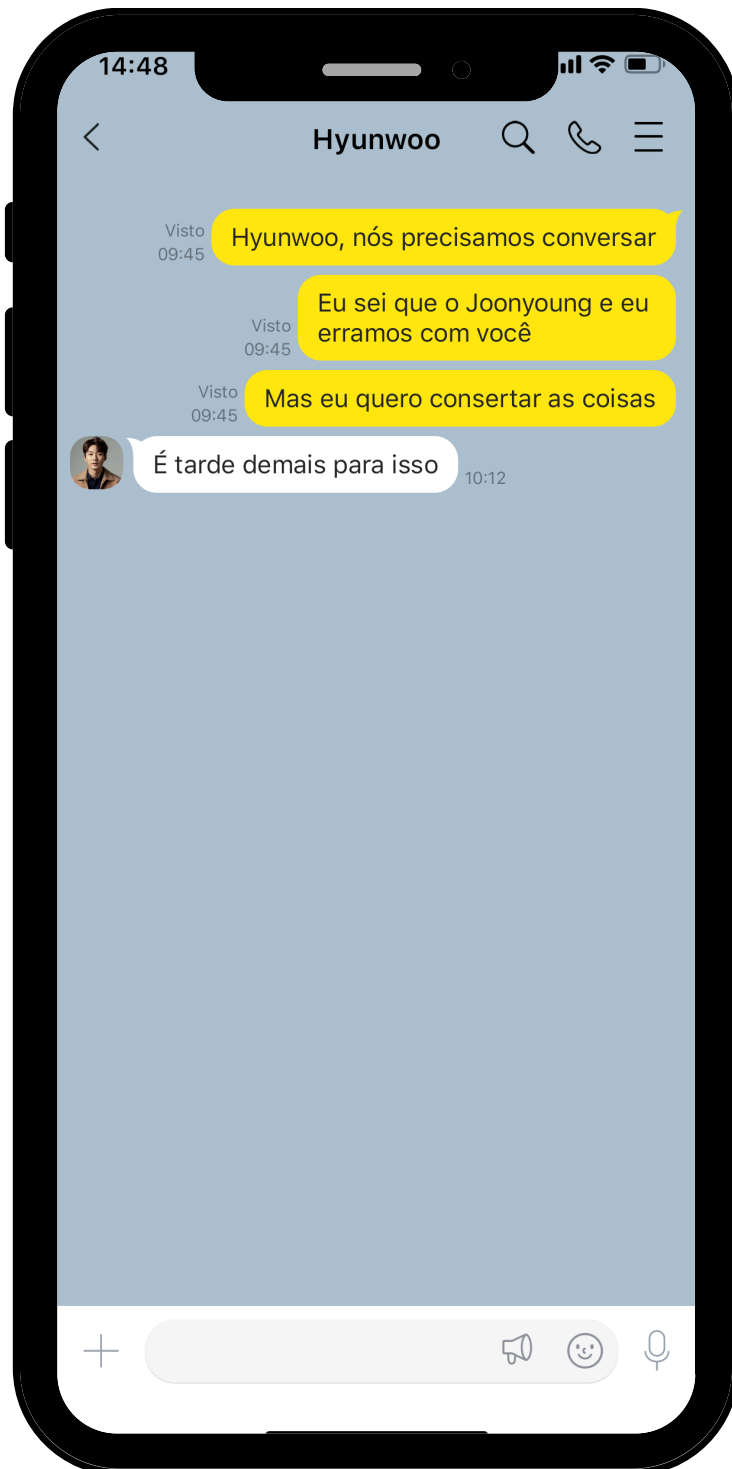 14:48
Hyunwoo
Visto
09:45
Hyunwoo, nós precisamos conversar
Eu sei que o Joonyoung e eu
erramos com você
Visto
09:45
Visto
09:45
Mas eu quero consertar as coisas
É tarde demais para isso
10:12